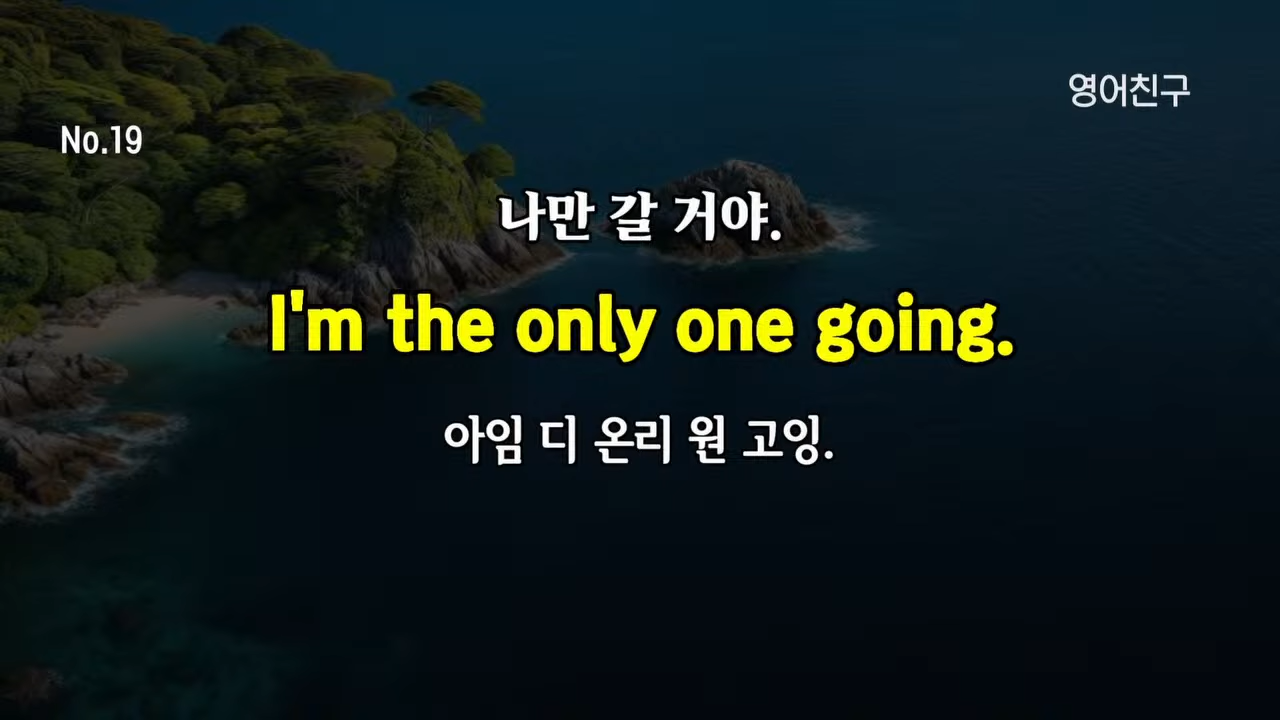 영어친구
No.19
나만 갈 거야.
I'm the only one going.
아임 디 온리 원 고잉.